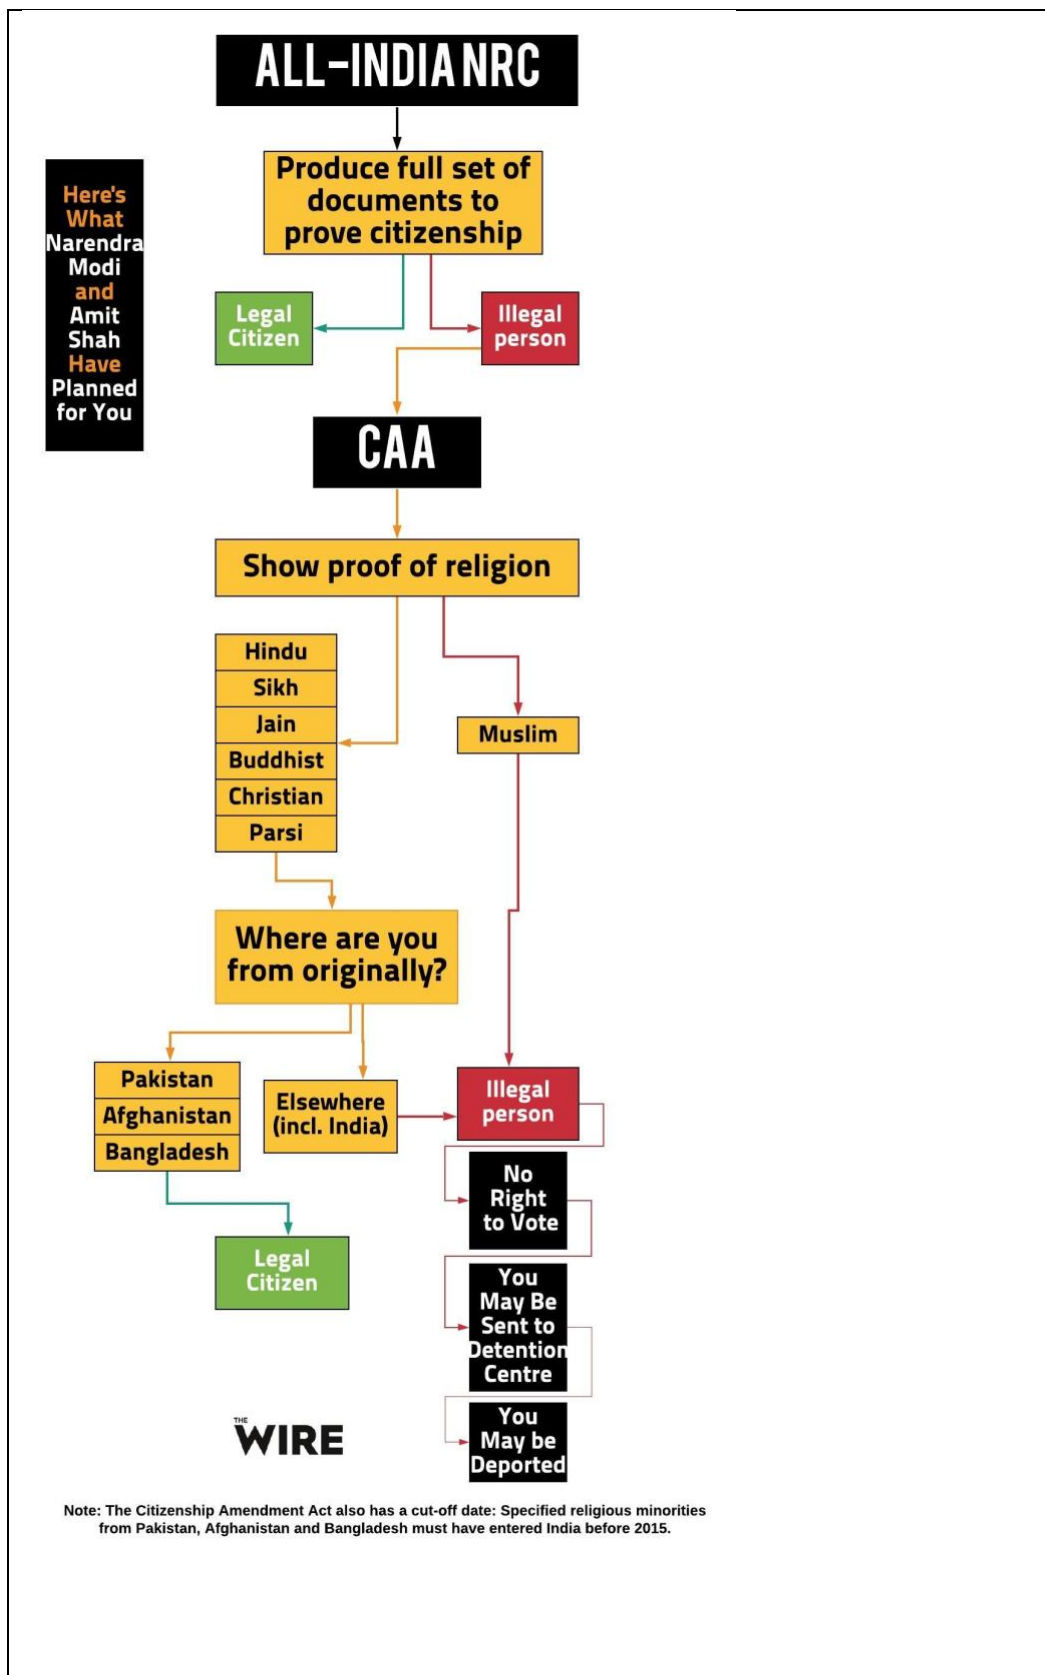 ALL-INDIA NRC
Produce full set of
documents to
prove citizenship
Here's
What
Narendra
Modi
and
Amit
Shah
Have
Planned
for You
Legal
Citizen
Illegal
person
CAA
Show proof of religion
Hindu
Sikh
Jain
Buddhist
Christian
Parsi
Muslim
Where are you
from originally?
Pakistan
Afghanistan
Bangladesh
Elsewhere
(incl. India)
Illegal
person
Legal
Citizen
No
Right
to Vote
You
May Be
Sent to
Detention
Centre
You
May be
Deported
THE
WIRE
Note: The Citizenship Amendment Act also has a cut-off date: Specified religious minorities
from Pakistan, Afghanistan and Bangladesh must have entered India before 2015.